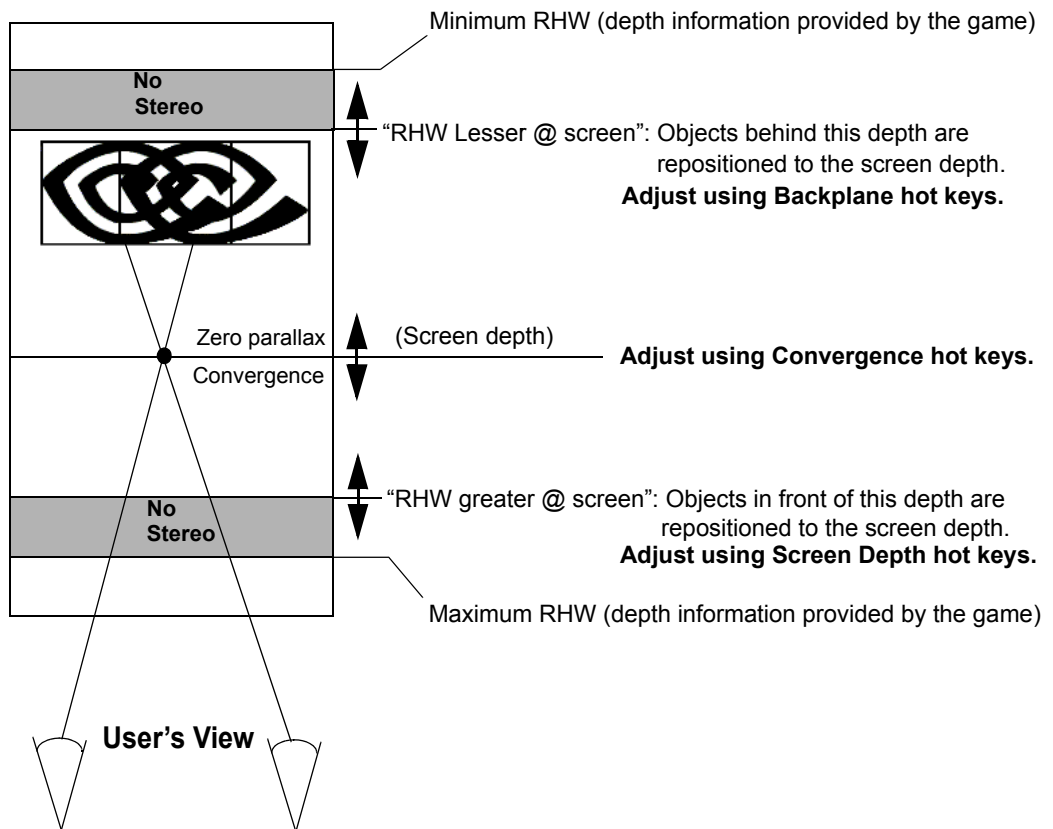 Minimum RHW (depth information provided by the game)
No
Stereo
“RHW Lesser @ screen”: Objects behind this depth are
repositioned to the screen depth.
Adjust using Backplane hot keys.
Zero parallax
(Screen depth)
Adjust using Convergence hot keys.
Convergence
“RHW greater @ screen”: Objects in front of this depth are
No
Stereo
repositioned to the screen depth.
Adjust using Screen Depth hot keys.
Maximum RHW (depth information provided by the game)
User’s View